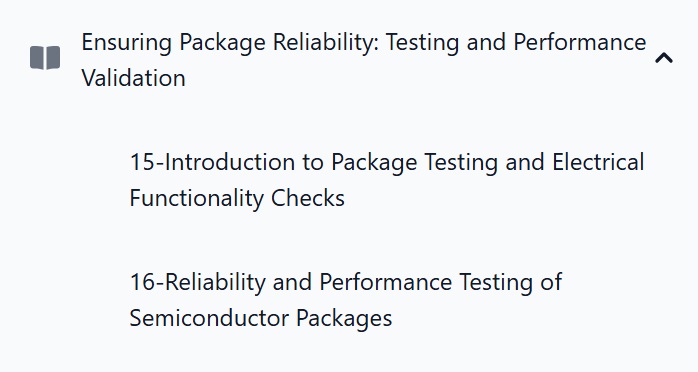 Ensuring Package Reliability: Testing and Performance
Validation
15-Introduction to Package Testing and Electrical
Functionality Checks
16-Reliability and Performance Testing of
Semiconductor Packages